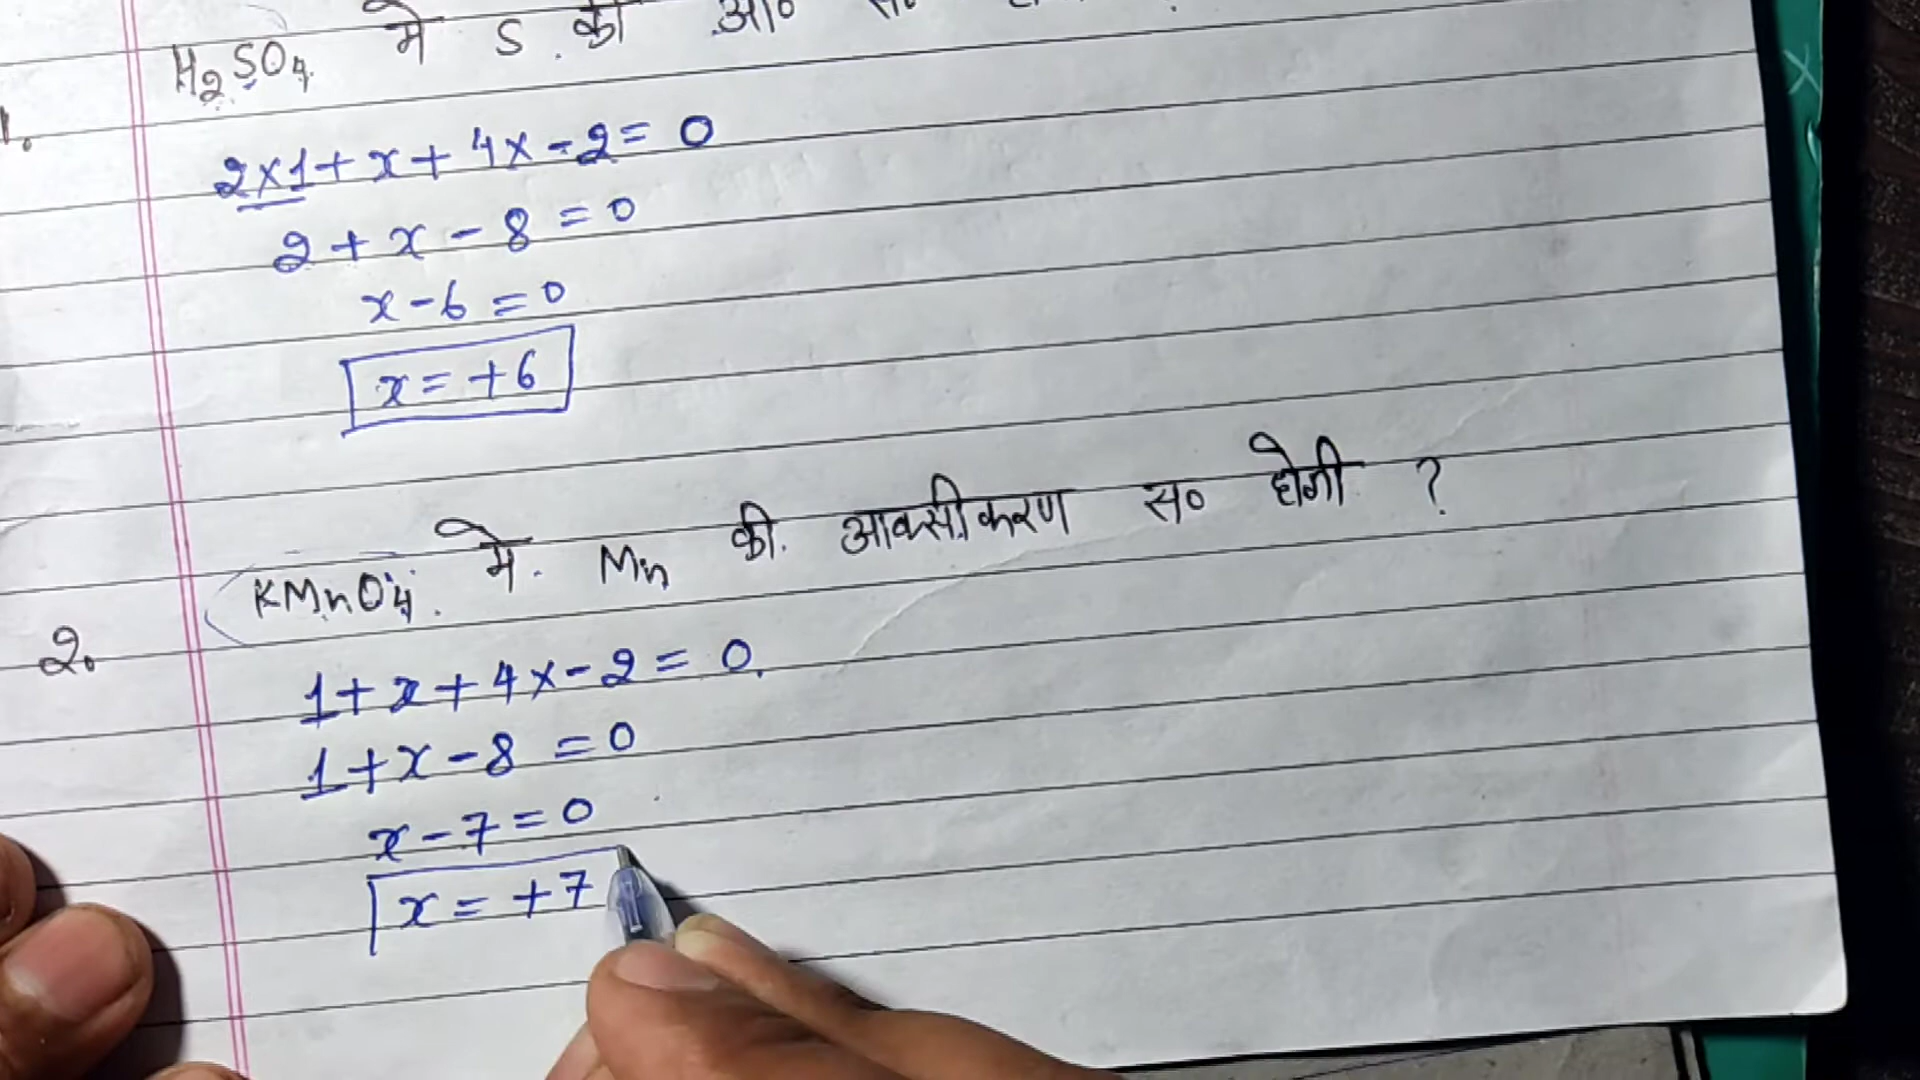 1. H₂SO₄ मे S की
2×1+x+4x-2=0
2+x-8=0
x-6=0
x=+6
2. KMnO₄ मे. Mn की. आक्सीकरण स० होगी ?
1+x+4x-2=0.
1+x-8=0
x-7=0
x=+7